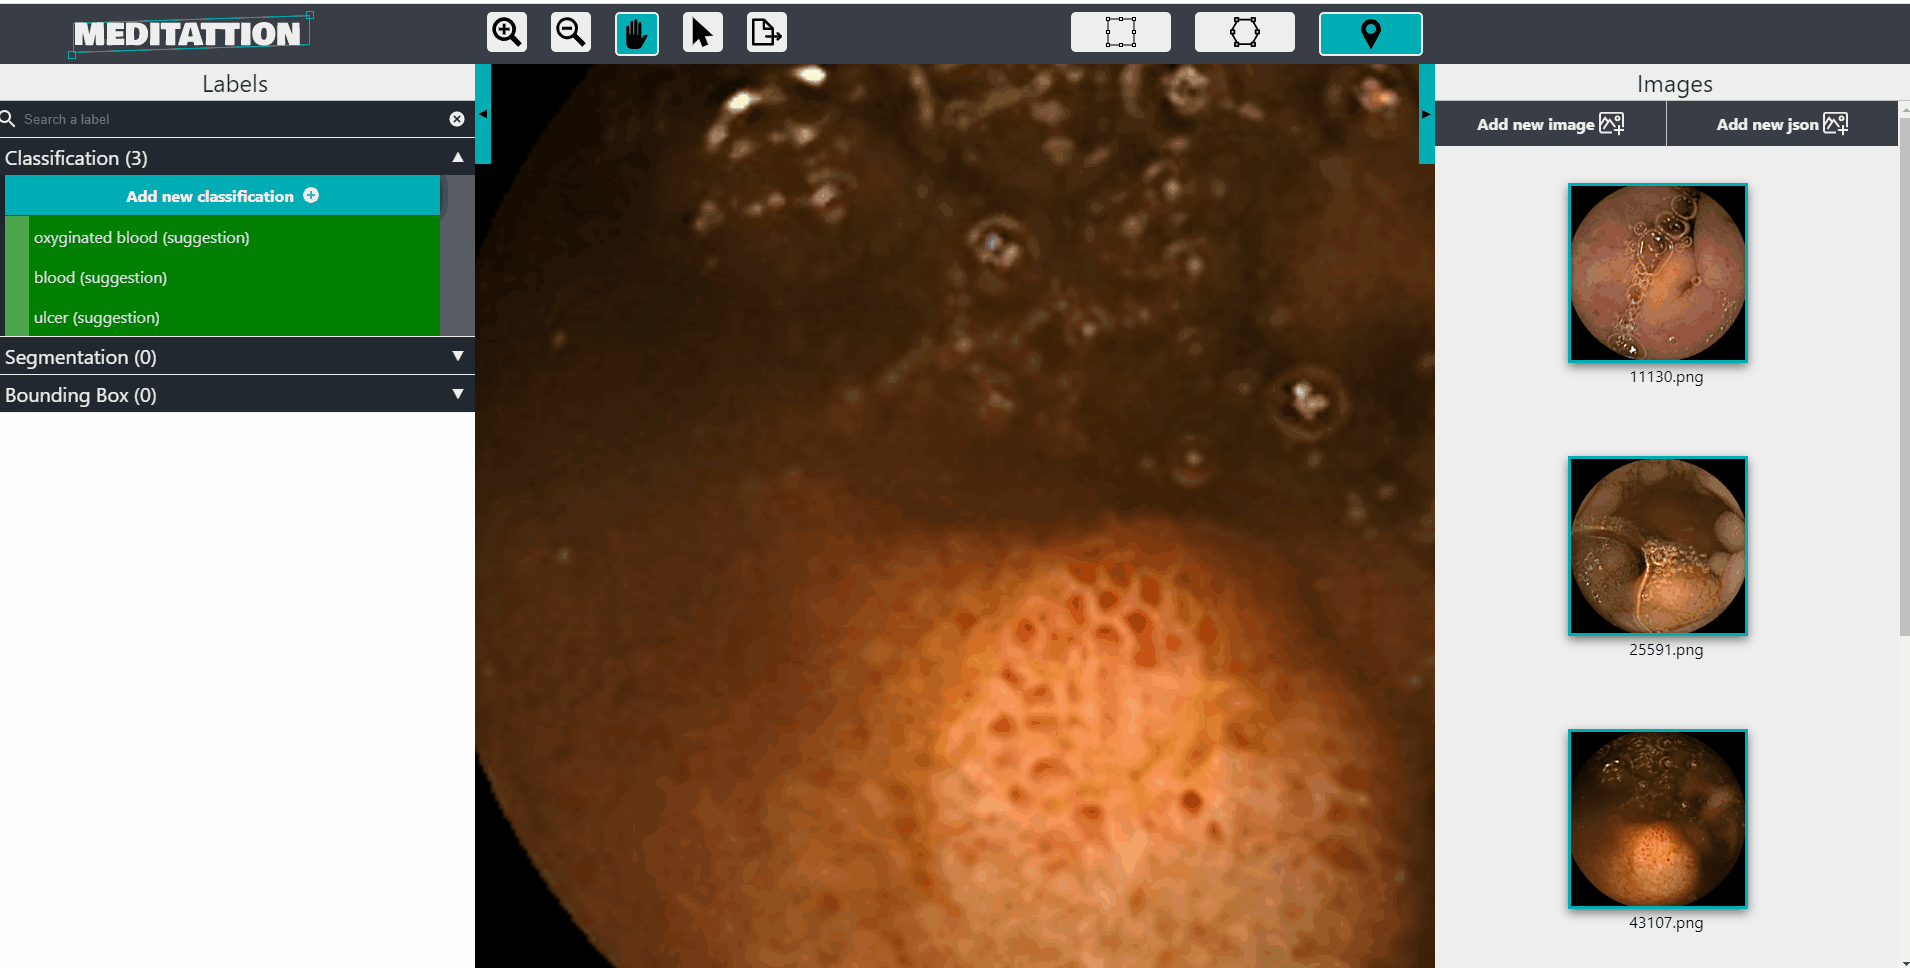 MEDITATTION
Labels
Search a label
Classification (3)
Add new classification
oxyginated blood (suggestion)
blood (suggestion)
ulcer (suggestion)
Segmentation (0)
Bounding Box (0)
Images
Add new image
Add new json
11130.png
25591.png
43107.png